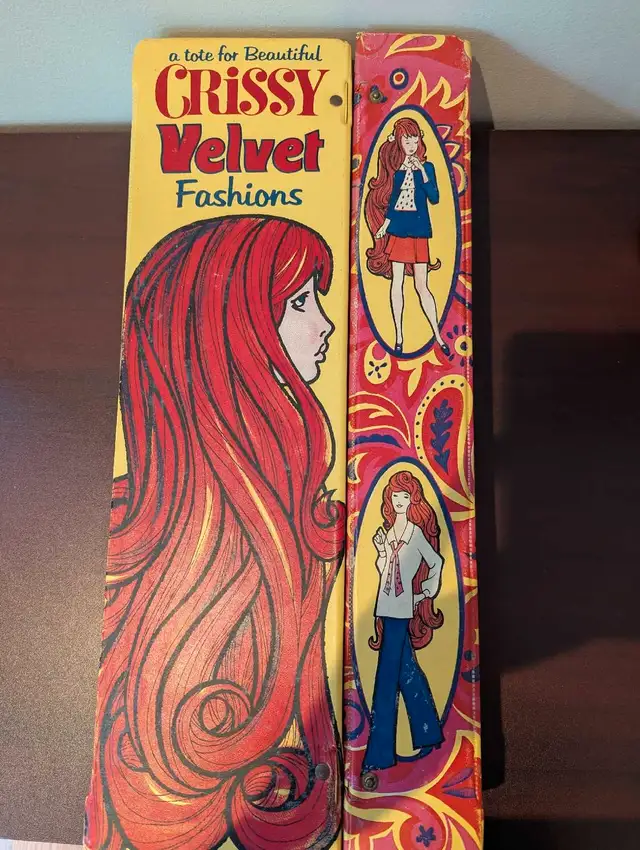 a tote for Beautiful
CRiSSY
Velvet
Fashions